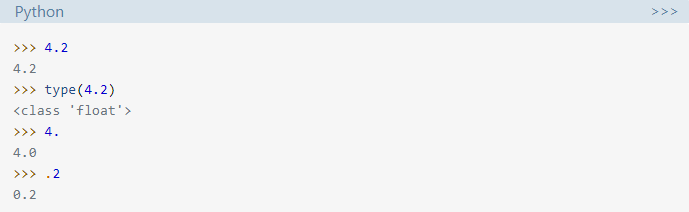 Python >>>
>>> 4.2
4.2
>>> type(4.2)
<class 'float'>
>>> 4.
4.0
>>> .2
0.2